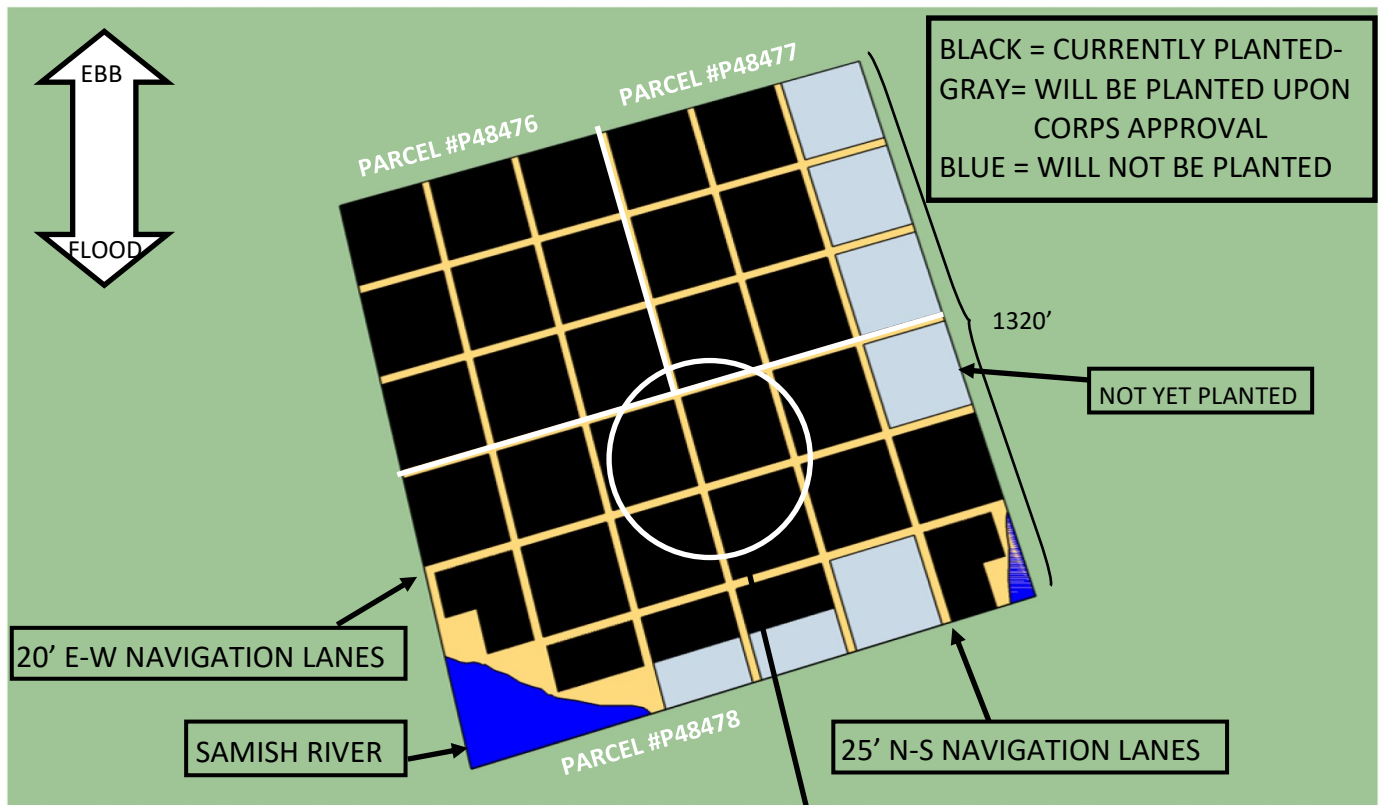 EBB
FLOOD
PARCEL #P48476
PARCEL #P48477
BLACK = CURRENTLY PLANTED-
GRAY= WILL BE PLANTED UPON
CORPS APPROVAL
BLUE = WILL NOT BE PLANTED
1320’
NOT YET PLANTED
20’ E-W NAVIGATION LANES
SAMISH RIVER
PARCEL #P48478
25’ N-S NAVIGATION LANES